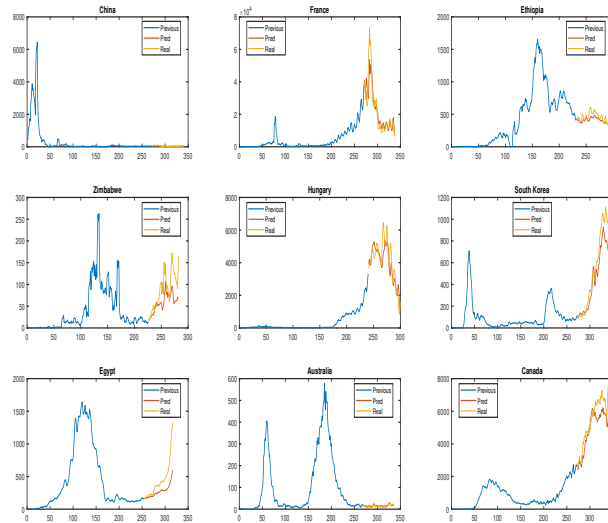 China France Ethiopia
8000 6000 4000 2000 0
0 50 100 150 200 250 300 350
Previous
Pred
Real
8 ×10⁴
6
4
2
0
0 50 100 150 200 250 300 350
Previous
Pred
Real
2000
1500
1000
500
0
0 50 100 150 200 250
Previous
Pred
Real
Zimbabwe Hungary South Korea
300
250
200
150
100
50
0
0 50 100 150 200 250 300
Previous
Pred
Real
8000
6000
4000
2000
0
0 50 100 150 200 250 300
Previous
Pred
Real
1200
1000
800
600
400
200
0
0 50 100 150 200 250 300
Previous
Pred
Real
Egypt Australia Canada
2000
1500
1000
500
0
0 50 100 150 200 250 300 350
Previous
Pred
Real
600
500
400
300
200
100
0
0 50 100 150 200 250 300 350
Previous
Pred
Real
8000
6000
4000
2000
0
0 50 100 150 200 250 300
Previous
Pred
Real